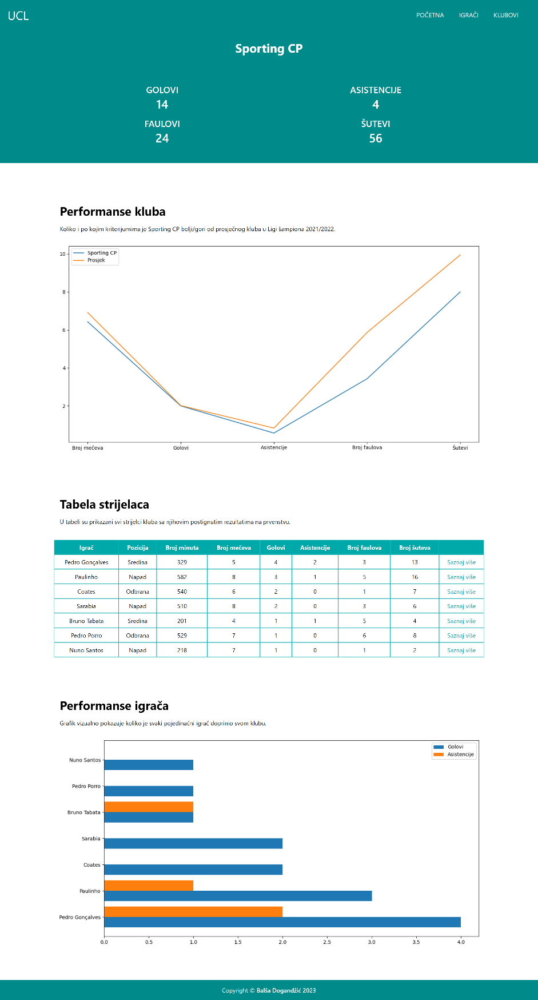 UCL POČETNA IGRAČI KLUBOVI
Sporting CP
GOLOVI ASISTENCIJE
14 4
FAULOVI ŠUTEVI
24 56
Performanse kluba
Koliko i po kojim kriterijumima je Sporting CP bolji/gori od prosječnog kluba u Ligi šampiona 2021/2022.
Sporting CP
Prosjek
10
8
6
4
2
Broj mečeva Golovi Asistencije Broj faulova Šutevi
Tabela strijelaca
U tabeli su prikazani svi strijelci kluba sa njihovim postignutim rezultatima na prvenstvu.
Igrač Pozicija Broj minuta Broj mečeva Golovi Asistencije Broj faulova Broj šuteva
Pedro Gonçalves Sredina 329 5 4 2 3 13 Saznaj više
Paulinho Napad 582 8 3 1 5 16 Saznaj više
Coates Odbrana 540 6 2 0 1 7 Saznaj više
Sarabia Napad 510 8 2 0 3 6 Saznaj više
Bruno Tabata Sredina 201 4 1 1 5 4 Saznaj više
Pedro Porro Odbrana 529 7 1 0 6 8 Saznaj više
Nuno Santos Napad 218 7 1 0 1 2 Saznaj više
Performanse igrača
Grafik vizualno pokazuje koliko je svaki pojedinačni igrač doprinio svom klubu.
Golovi
Asistencije
Nuno Santos
Pedro Porro
Bruno Tabata
Sarabia
Coates
Paulinho
Pedro Gonçalves
0.0 0.5 1.0 1.5 2.0 2.5 3.0 3.5 4.0
Copyright © Balša Dogandžić 2023